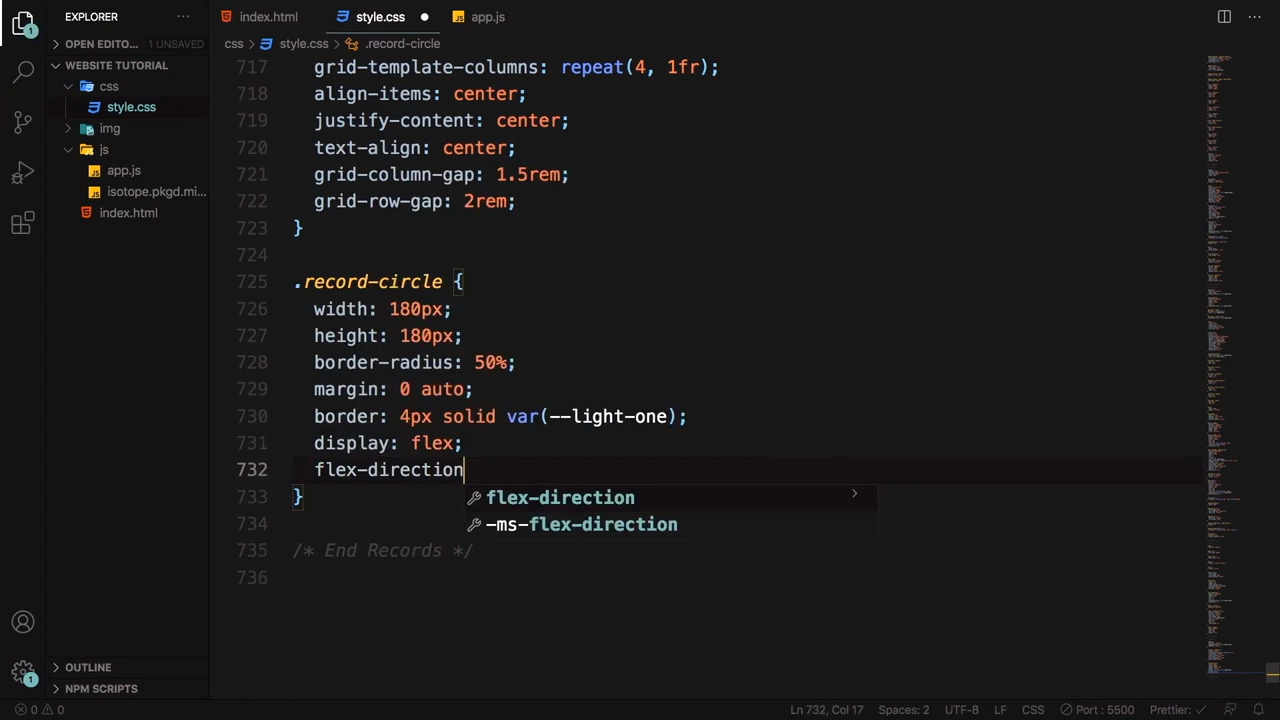 EXPLORER
index.html
style.css
app.js
OPEN EDITO... 1 UNSAVED
css style.css .record-circle
WEBSITE TUTORIAL
css
style.css
img
js
app.js
isotope.pkgd.mi...
index.html
717 grid-template-columns: repeat(4, 1fr);
718 align-items: center;
719 justify-content: center;
720 text-align: center;
721 grid-column-gap: 1.5rem;
722 grid-row-gap: 2rem;
723 }
724
725 .record-circle {
726 width: 180px;
727 height: 180px;
728 border-radius: 50%;
729 margin: 0 auto;
730 border: 4px solid var(--light-one);
731 display: flex;
732 flex-direction
flex-direction
-ms-flex-direction
733 }
734
735 /* End Records */
736
OUTLINE
NPM SCRIPTS
1
1
0 0 Ln 732, Col 17 Spaces: 2 UTF-8 LF CSS Port : 5500 Prettier: ✓